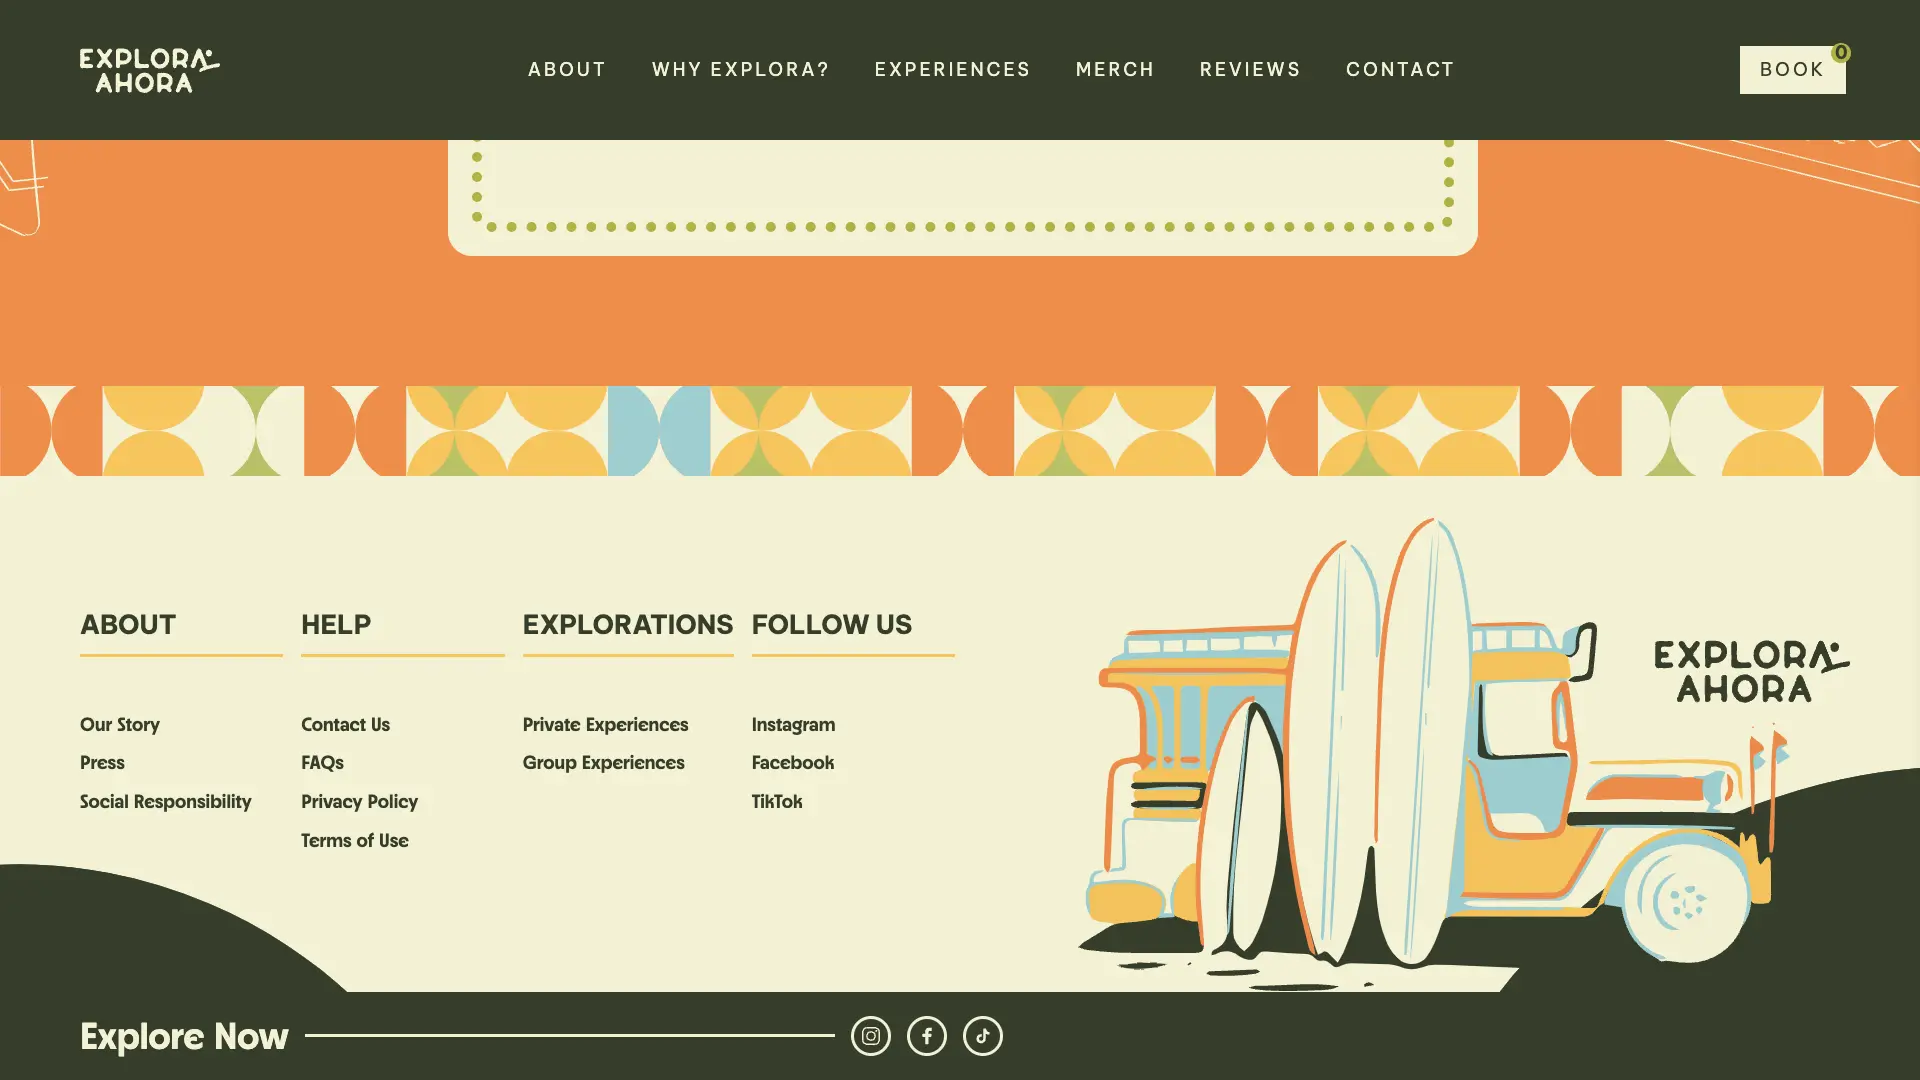 EXPLORA
AHORA
ABOUT
WHY EXPLORA?
EXPERIENCES
MERCH
REVIEWS
CONTACT
BOOK
0
ABOUT
Our Story
Press
Social Responsibility
HELP
Contact Us
FAQs
Privacy Policy
Terms of Use
EXPLORATIONS
Private Experiences
Group Experiences
FOLLOW US
Instagram
Facebook
TikTok
EXPLORA
AHORA
Explore Now